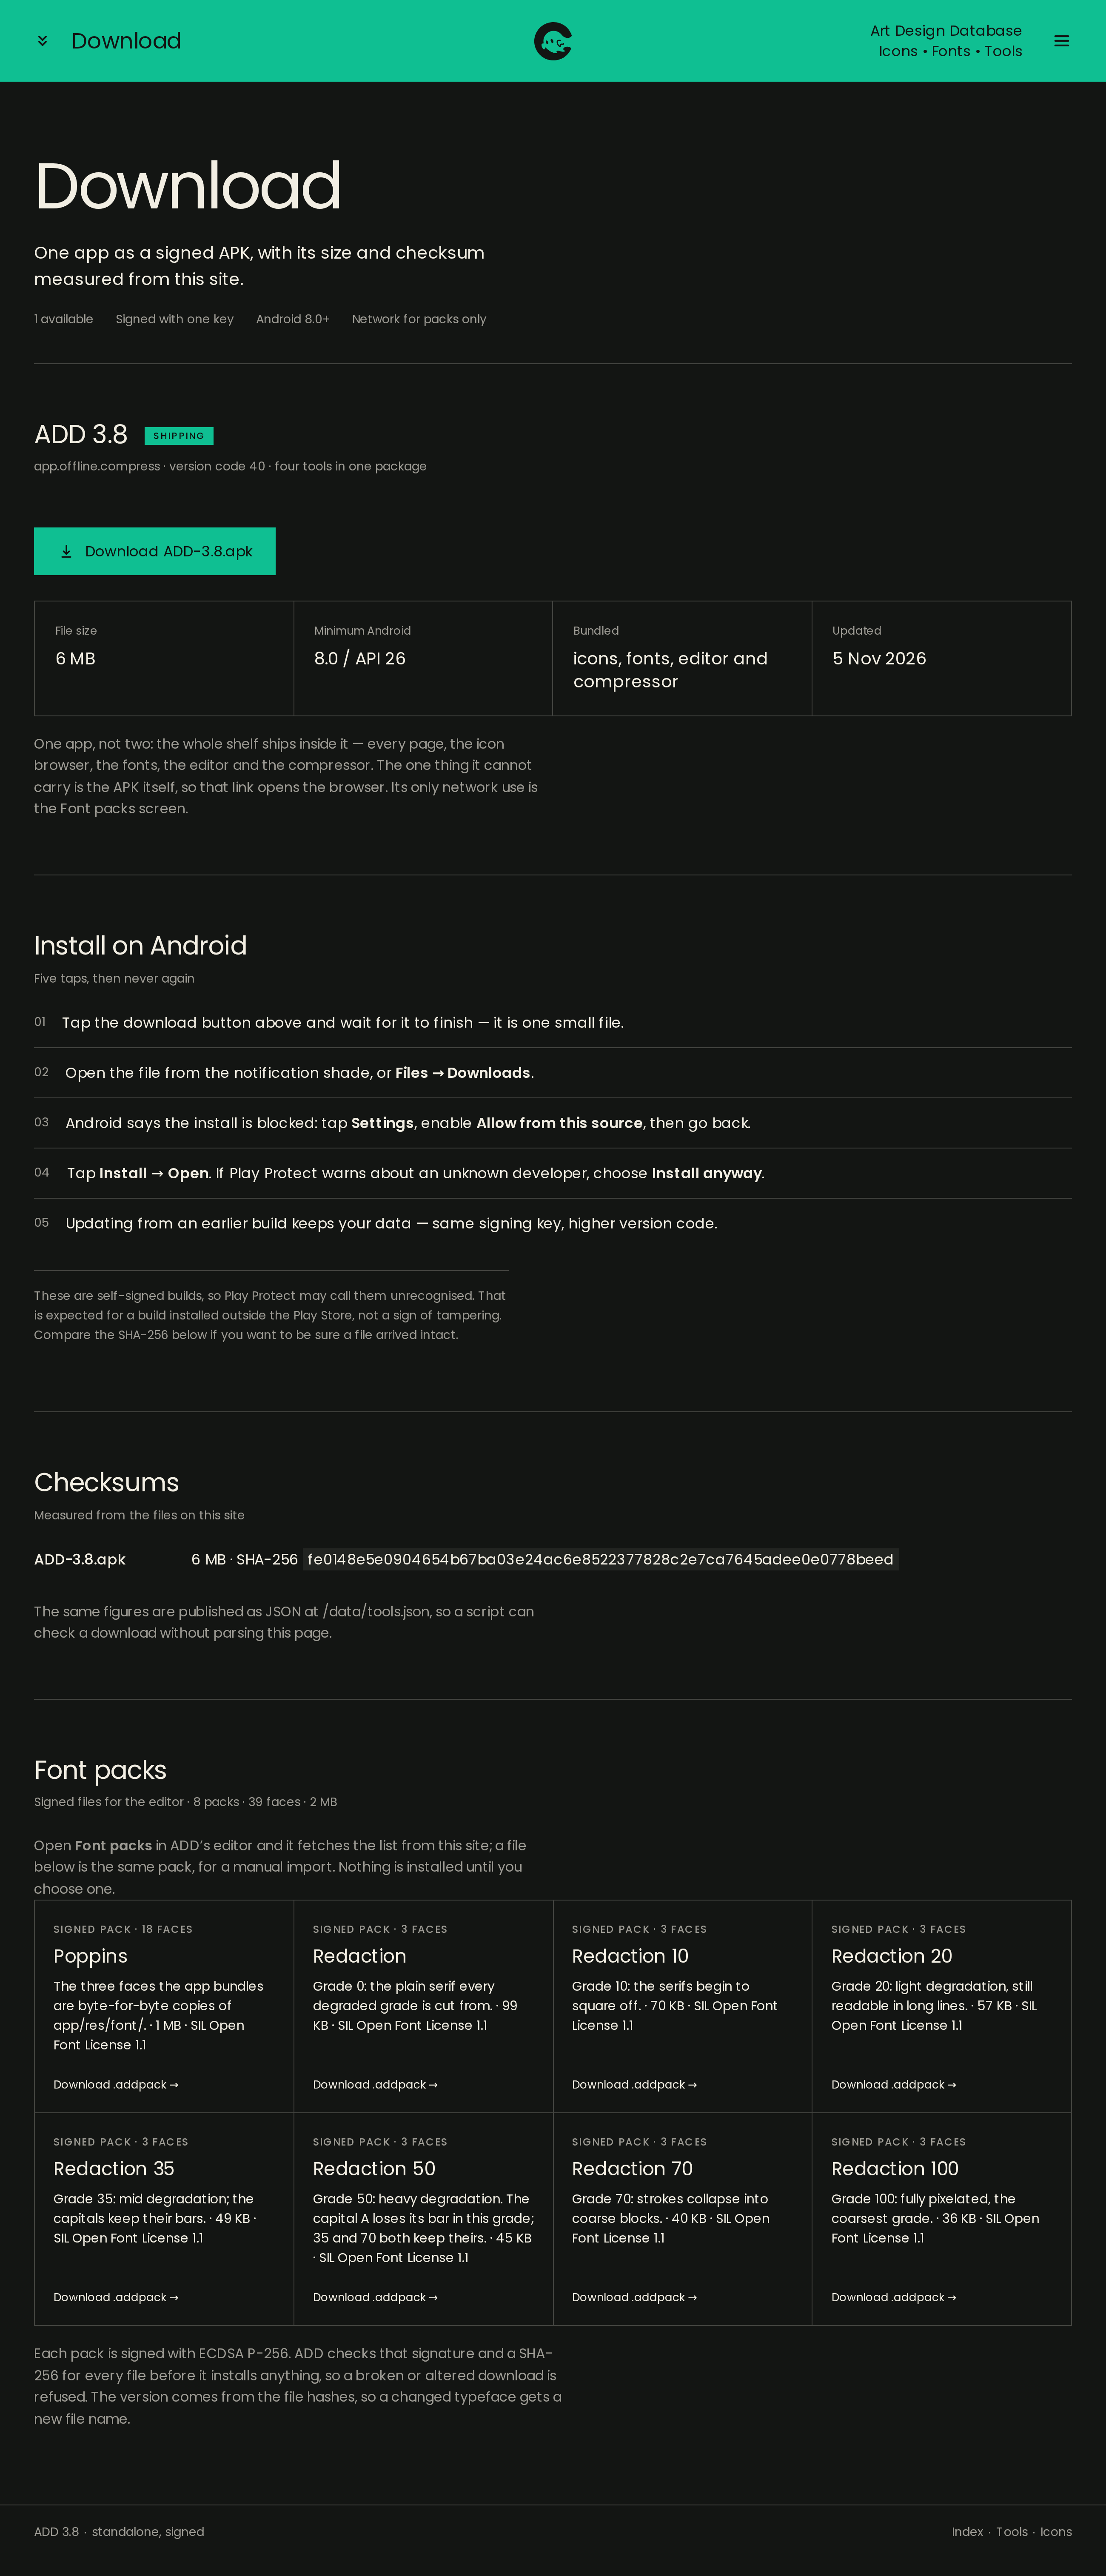 Download
Art Design Database
Icons • Fonts • Tools
Download
One app as a signed APK, with its size and checksum
measured from this site.
1 available Signed with one key Android 8.0+ Network for packs only
ADD 3.8 SHIPPING
app.offline.compress · version code 40 · four tools in one package
Download ADD-3.8.apk
File size
6 MB
Minimum Android
8.0 / API 26
Bundled
icons, fonts, editor and
compressor
Updated
5 Nov 2026
One app, not two: the whole shelf ships inside it — every page, the icon
browser, the fonts, the editor and the compressor. The one thing it cannot
carry is the APK itself, so that link opens the browser. Its only network use is
the Font packs screen.
Install on Android
Five taps, then never again
01 Tap the download button above and wait for it to finish — it is one small file.
02 Open the file from the notification shade, or Files → Downloads.
03 Android says the install is blocked: tap Settings, enable Allow from this source, then go back.
04 Tap Install → Open. If Play Protect warns about an unknown developer, choose Install anyway.
05 Updating from an earlier build keeps your data — same signing key, higher version code.
These are self-signed builds, so Play Protect may call them unrecognised. That
is expected for a build installed outside the Play Store, not a sign of tampering.
Compare the SHA-256 below if you want to be sure a file arrived intact.
Checksums
Measured from the files on this site
ADD-3.8.apk 6 MB · SHA-256 fe0148e5e0904654b67ba03e24ac6e8522377828c2e7ca7645adee0e0778beed
The same figures are published as JSON at /data/tools.json, so a script can
check a download without parsing this page.
Font packs
Signed files for the editor · 8 packs · 39 faces · 2 MB
Open Font packs in ADD’s editor and it fetches the list from this site; a file
below is the same pack, for a manual import. Nothing is installed until you
choose one.
SIGNED PACK · 18 FACES
Poppins
The three faces the app bundles
are byte-for-byte copies of
app/res/font/. · 1 MB · SIL Open
Font License 1.1
Download .addpack →
SIGNED PACK · 3 FACES
Redaction
Grade 0: the plain serif every
degraded grade is cut from. · 99
KB · SIL Open Font License 1.1
Download .addpack →
SIGNED PACK · 3 FACES
Redaction 10
Grade 10: the serifs begin to
square off. · 70 KB · SIL Open Font
License 1.1
Download .addpack →
SIGNED PACK · 3 FACES
Redaction 20
Grade 20: light degradation, still
readable in long lines. · 57 KB · SIL
Open Font License 1.1
Download .addpack →
SIGNED PACK · 3 FACES
Redaction 35
Grade 35: mid degradation; the
capitals keep their bars. · 49 KB ·
SIL Open Font License 1.1
Download .addpack →
SIGNED PACK · 3 FACES
Redaction 50
Grade 50: heavy degradation. The
capital A loses its bar in this grade;
35 and 70 both keep theirs. · 45 KB
· SIL Open Font License 1.1
Download .addpack →
SIGNED PACK · 3 FACES
Redaction 70
Grade 70: strokes collapse into
coarse blocks. · 40 KB · SIL Open
Font License 1.1
Download .addpack →
SIGNED PACK · 3 FACES
Redaction 100
Grade 100: fully pixelated, the
coarsest grade. · 36 KB · SIL Open
Font License 1.1
Download .addpack →
Each pack is signed with ECDSA P-256. ADD checks that signature and a SHA-
256 for every file before it installs anything, so a broken or altered download is
refused. The version comes from the file hashes, so a changed typeface gets a
new file name.
ADD 3.8 · standalone, signed
Index · Tools · Icons